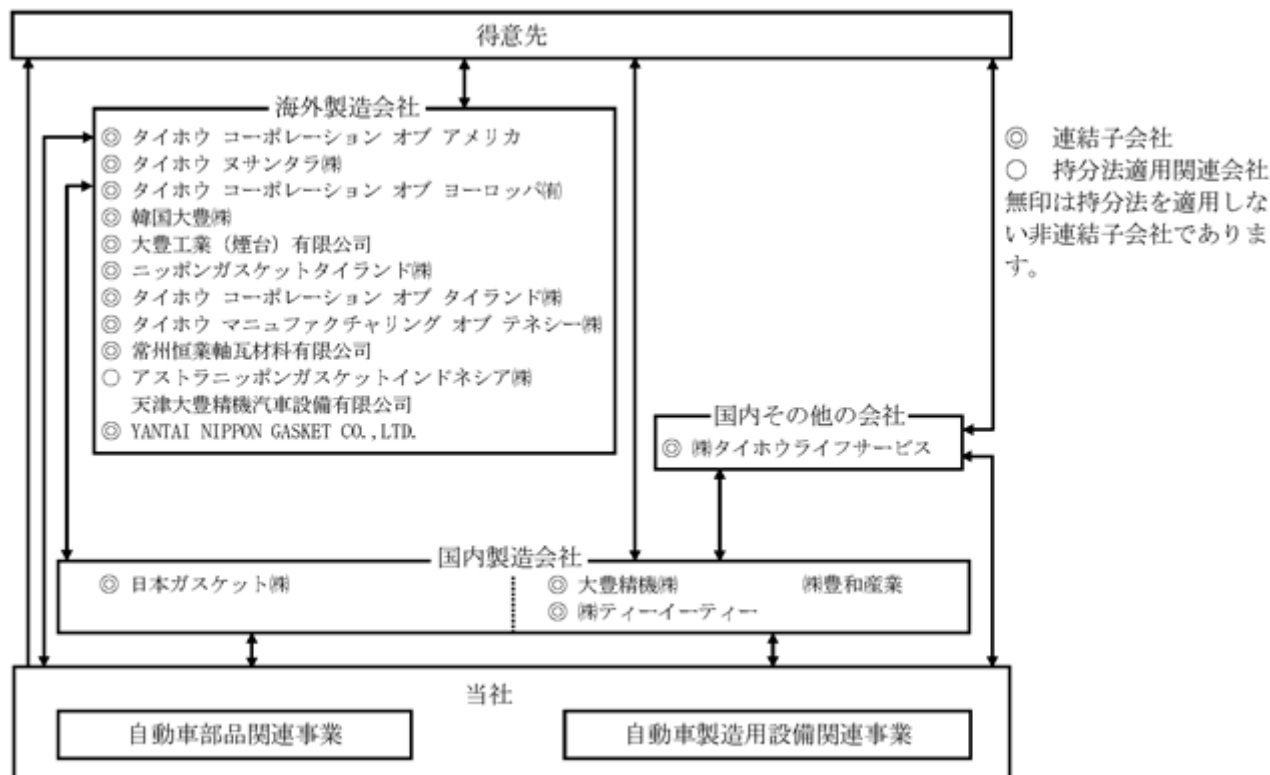 得意先
海外製造会社
◎ タイホウ コーポレーション オブ アメリカ
◎ タイホウ ヌサンタラ㈱
◎ タイホウ コーポレーション オブ ヨーロッパ㈲
◎ 韓国大豊㈱
◎ 大豊工業（煙台）有限公司
◎ ニッポンガスケットタイランド㈱
◎ タイホウ コーポレーション オブ タイランド㈱
◎ タイホウ マニュファクチャリング オブ テネシー㈱
◎ 常州恒業軸瓦材料有限公司
○ アストラニッポンガスケットインドネシア㈱
天津大豊精機汽車設備有限公司
◎ YANTAI NIPPON GASKET CO.,LTD.
◎ 連結子会社
○ 持分法適用関連会社
無印は持分法を適用しな
い非連結子会社でありま
す。
国内その他の会社
◎ ㈱タイホウライフサービス
国内製造会社
◎ 日本ガスケット㈱
◎ 大豊精機㈱ ㈱豊和産業
◎ ㈱ティーイーティー
当社
自動車部品関連事業
自動車製造用設備関連事業